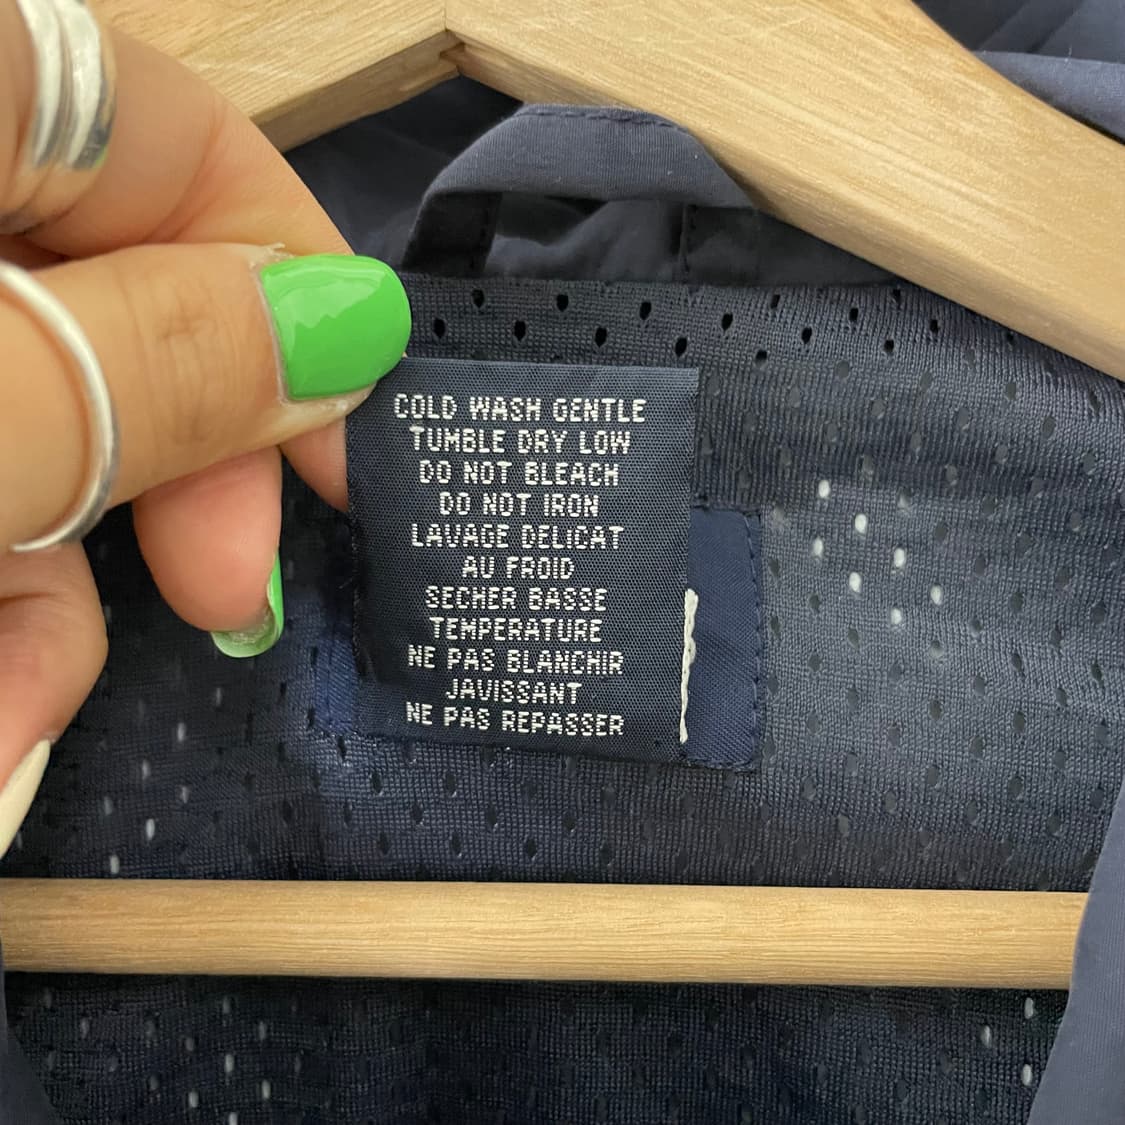 COLD WASH GENTLE
TUMBLE DRY LOW
DO NOT BLEACH
DO NOT IRON
LAVAGE DELICAT
AU FROID
SECHER BASSE
TEMPERATURE
NE PAS BLANCHIR
JAVISSANT
NE PAS REPASSER